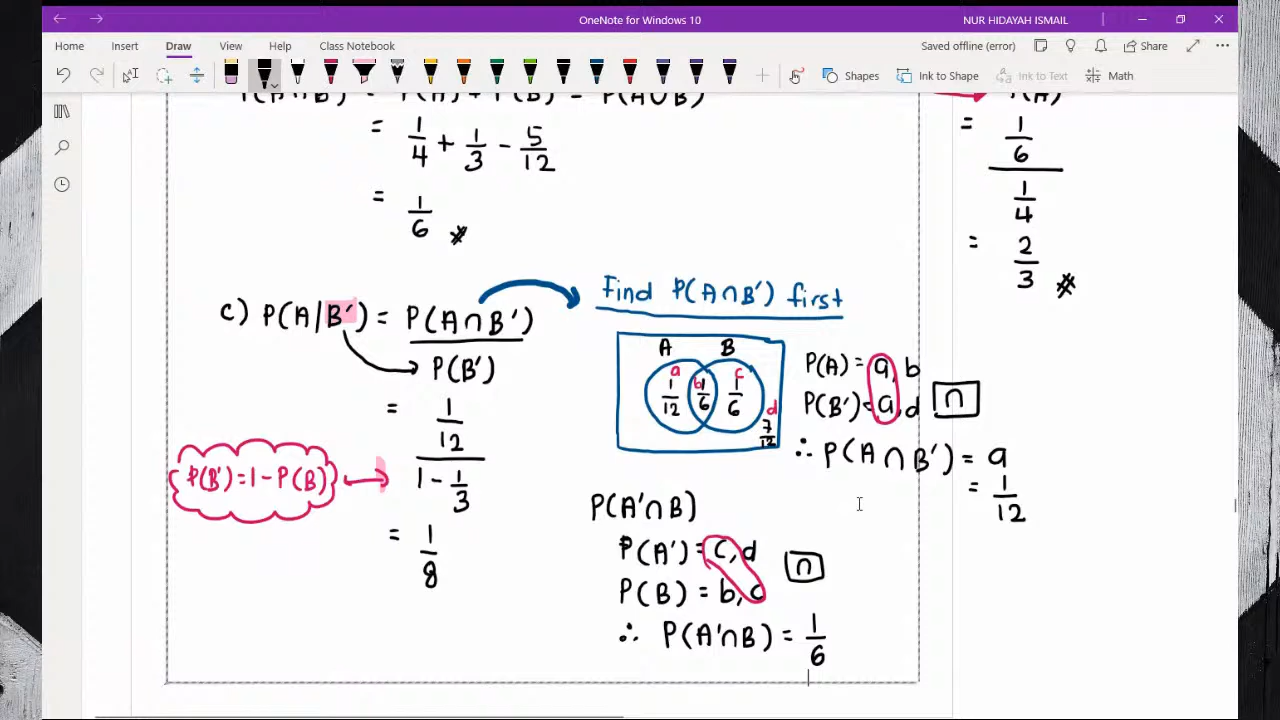 OneNote for Windows 10
NUR HIDAYAH ISMAIL
Home Insert Draw View Help Class Notebook
Saved offline (error) Share
Shapes Ink to Shape Ink to Text Math
P(A∩B) = P(A) + P(B) - P(A∪B)
= 1/4 + 1/3 - 5/12
= 1/6
P(A)
= 1/6
1/4
= 2/3
c) P(A|B') = P(A∩B')
P(B')
= 1/12
1 - 1/3
= 1/8
P(B') = 1 - P(B)
Find P(A∩B') first
A B
a b c
1/12 1/6 1/6
d
7/12
P(A) = a, b
P(B') = a, d
∩
∴ P(A∩B') = a
= 1/12
P(A'∩B)
P(A') = c, d
P(B) = b, c
∩
∴ P(A'∩B) = 1/6